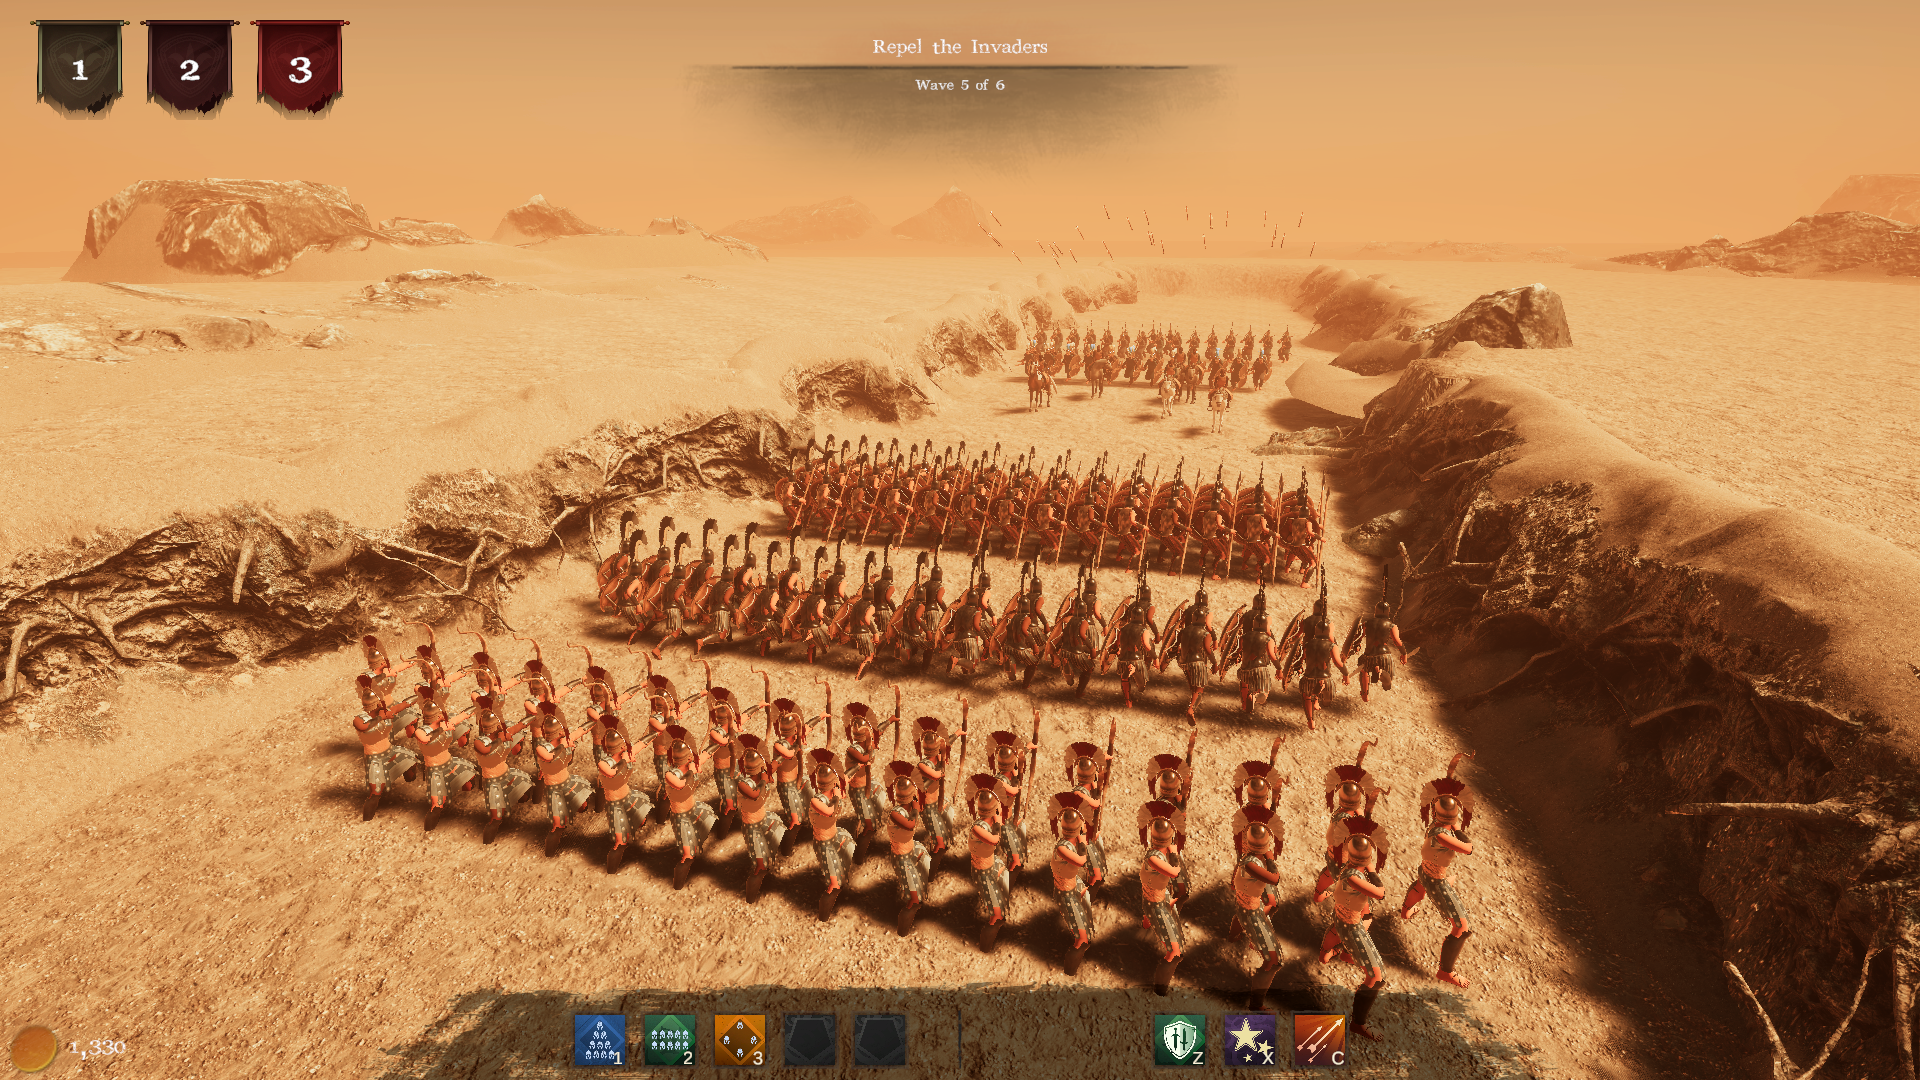 1 2 3
Repel the Invaders
Wave 5 of 6
1,330
1 2 3 Z X C